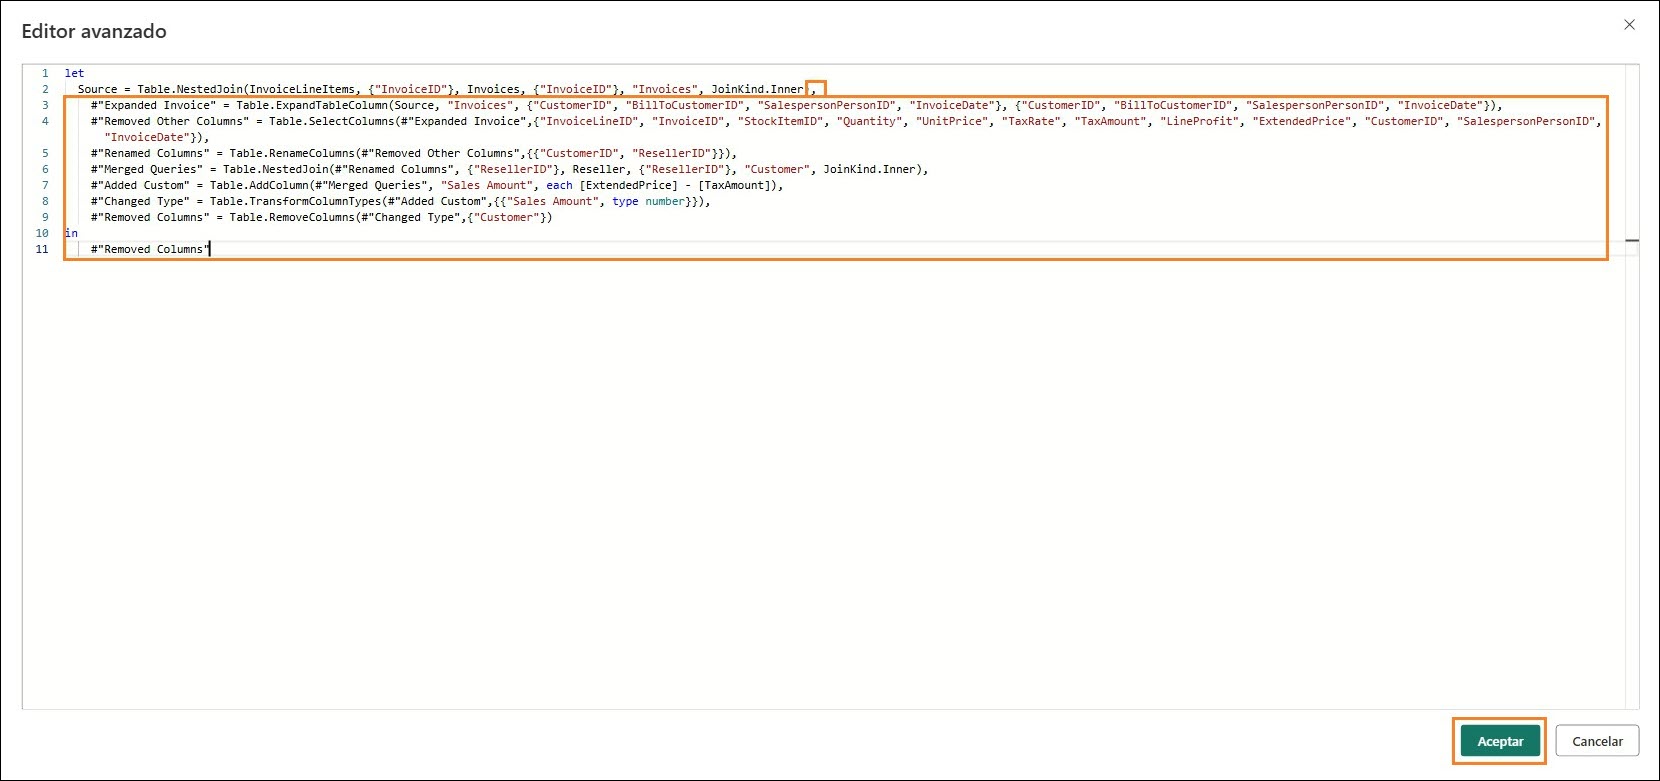 Editor avanzado
1 let
2 Source = Table.NestedJoin(InvoiceLineItems, {"InvoiceID"}, Invoices, {"InvoiceID"}, "Invoices", JoinKind.Inner),
3 #"Expanded Invoice" = Table.ExpandTableColumn(Source, "Invoices", {"CustomerID", "BillToCustomerID", "SalespersonPersonID", "InvoiceDate"}, {"CustomerID", "BillToCustomerID", "SalespersonPersonID", "InvoiceDate"}),
4 #"Removed Other Columns" = Table.SelectColumns(#"Expanded Invoice",{"InvoiceLineID", "InvoiceID", "StockItemID", "Quantity", "UnitPrice", "TaxRate", "TaxAmount", "LineProfit", "ExtendedPrice", "CustomerID", "SalespersonPersonID",
"InvoiceDate"}),
5 #"Renamed Columns" = Table.RenameColumns(#"Removed Other Columns",{{"CustomerID", "ResellerID"}}),
6 #"Merged Queries" = Table.NestedJoin(#"Renamed Columns", {"ResellerID"}, Reseller, {"ResellerID"}, "Customer", JoinKind.Inner),
7 #"Added Custom" = Table.AddColumn(#"Merged Queries", "Sales Amount", each [ExtendedPrice] - [TaxAmount]),
8 #"Changed Type" = Table.TransformColumnTypes(#"Added Custom",{{"Sales Amount", type number}}),
9 #"Removed Columns" = Table.RemoveColumns(#"Changed Type",{"Customer"})
10 in
11 #"Removed Columns"
Aceptar
Cancelar